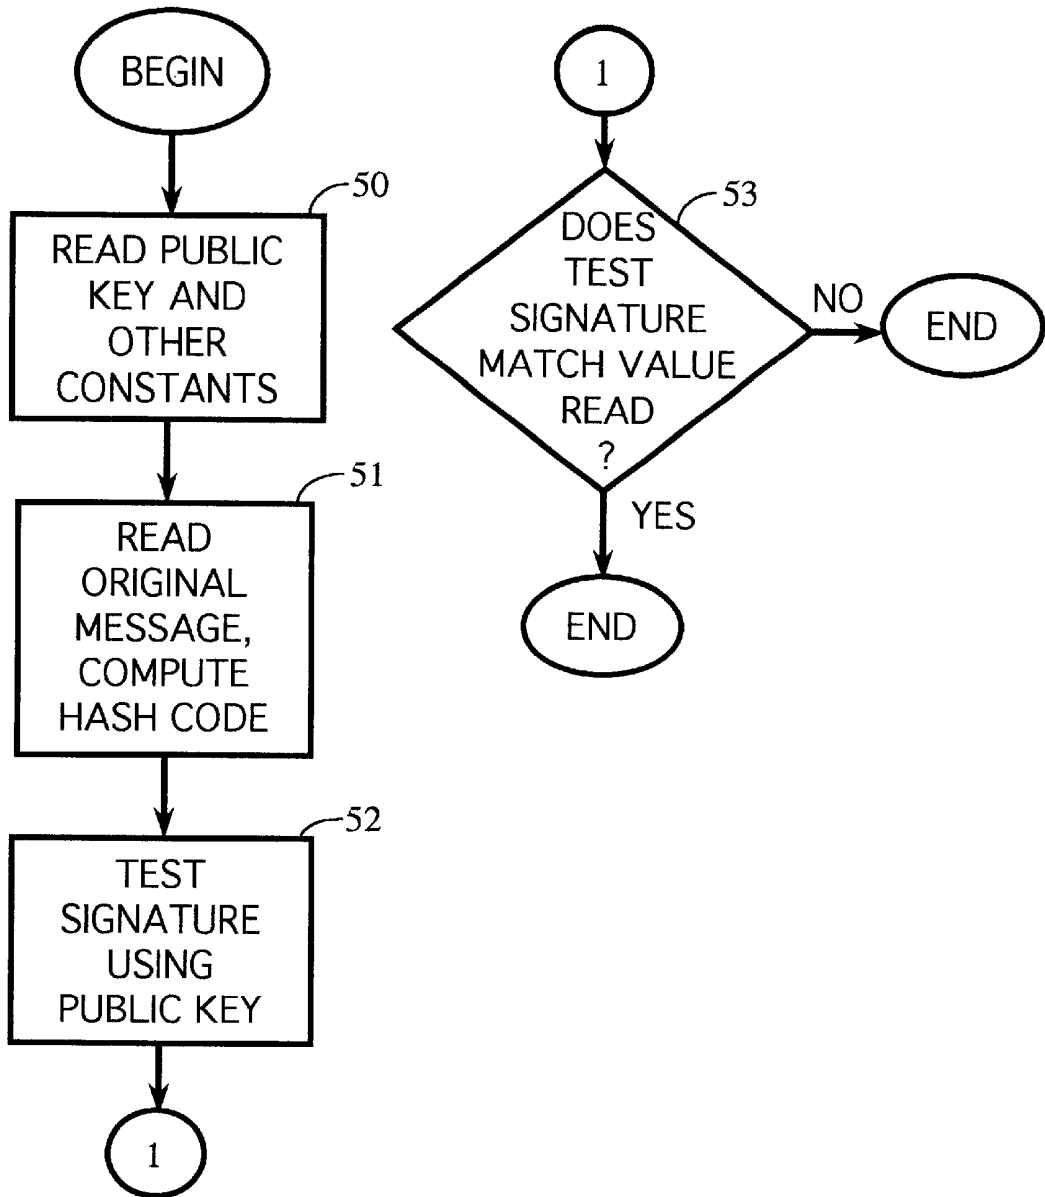 BEGIN
50
READ PUBLIC
KEY AND
OTHER
CONSTANTS
51
READ
ORIGINAL
MESSAGE,
COMPUTE
HASH CODE
52
TEST
SIGNATURE
USING
PUBLIC KEY
1
1
53
DOES
TEST
SIGNATURE
MATCH VALUE
READ
?
NO
END
YES
END